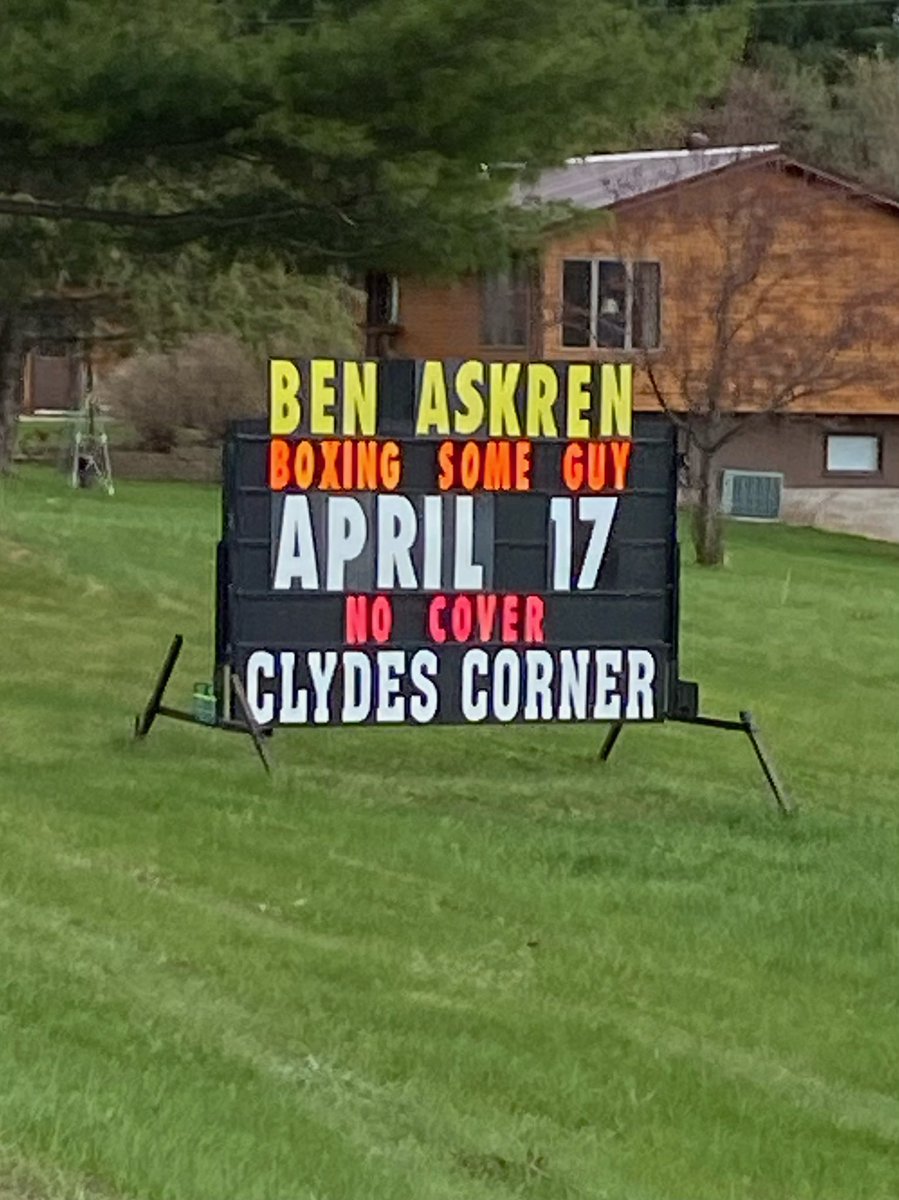 BEN ASKREN
BOXING SOME GUY
APRIL 17
NO COVER
CLYDES CORNER